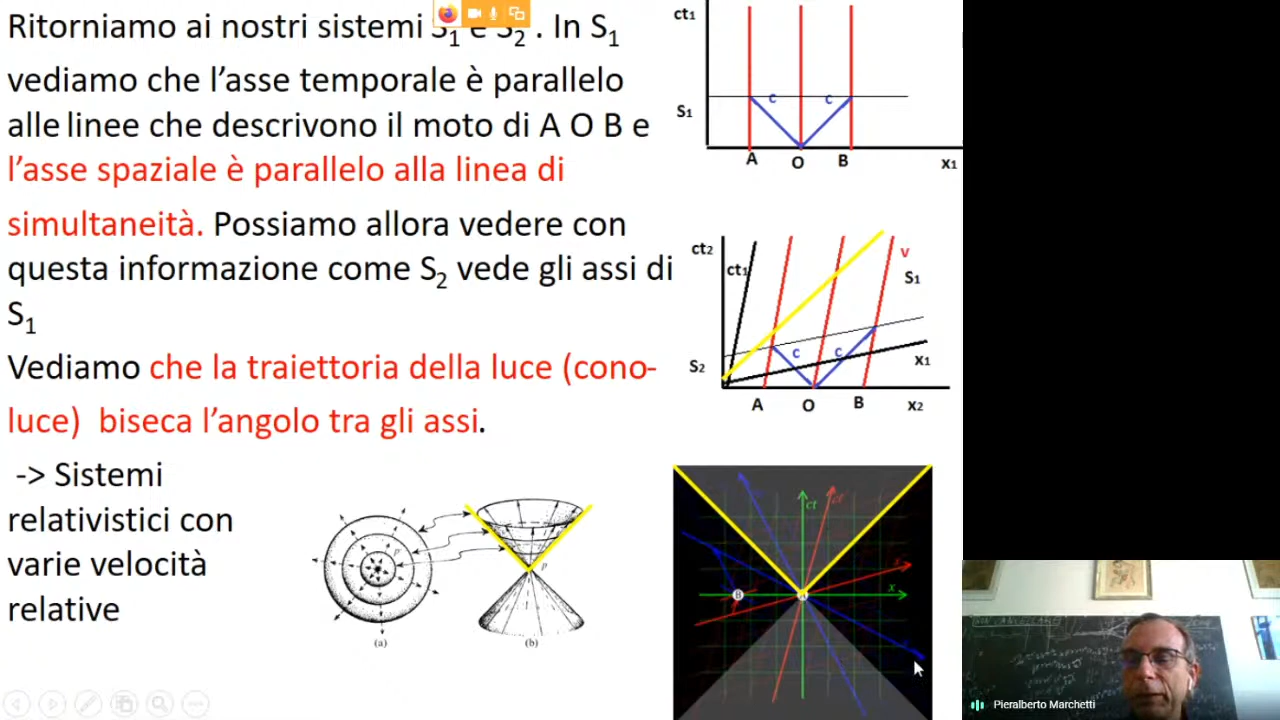 Ritorniamo ai nostri sistemi S1 e S2 . In S1
vediamo che l'asse temporale è parallelo
alle linee che descrivono il moto di A O B e
l'asse spaziale è parallelo alla linea di
simultaneità. Possiamo allora vedere con
questa informazione come S2 vede gli assi di
S1
Vediamo che la traiettoria della luce (cono-
luce) biseca l'angolo tra gli assi.
-> Sistemi
relativistici con
varie velocità
relative
ct1
c
c
S1
A
O
B
x1
ct2
ct1
v
S1
c
c
x1
S2
A
O
B
x2
P
p
(a)
(b)
ct
ct
x
x
B
A
Pieralberto Marchetti